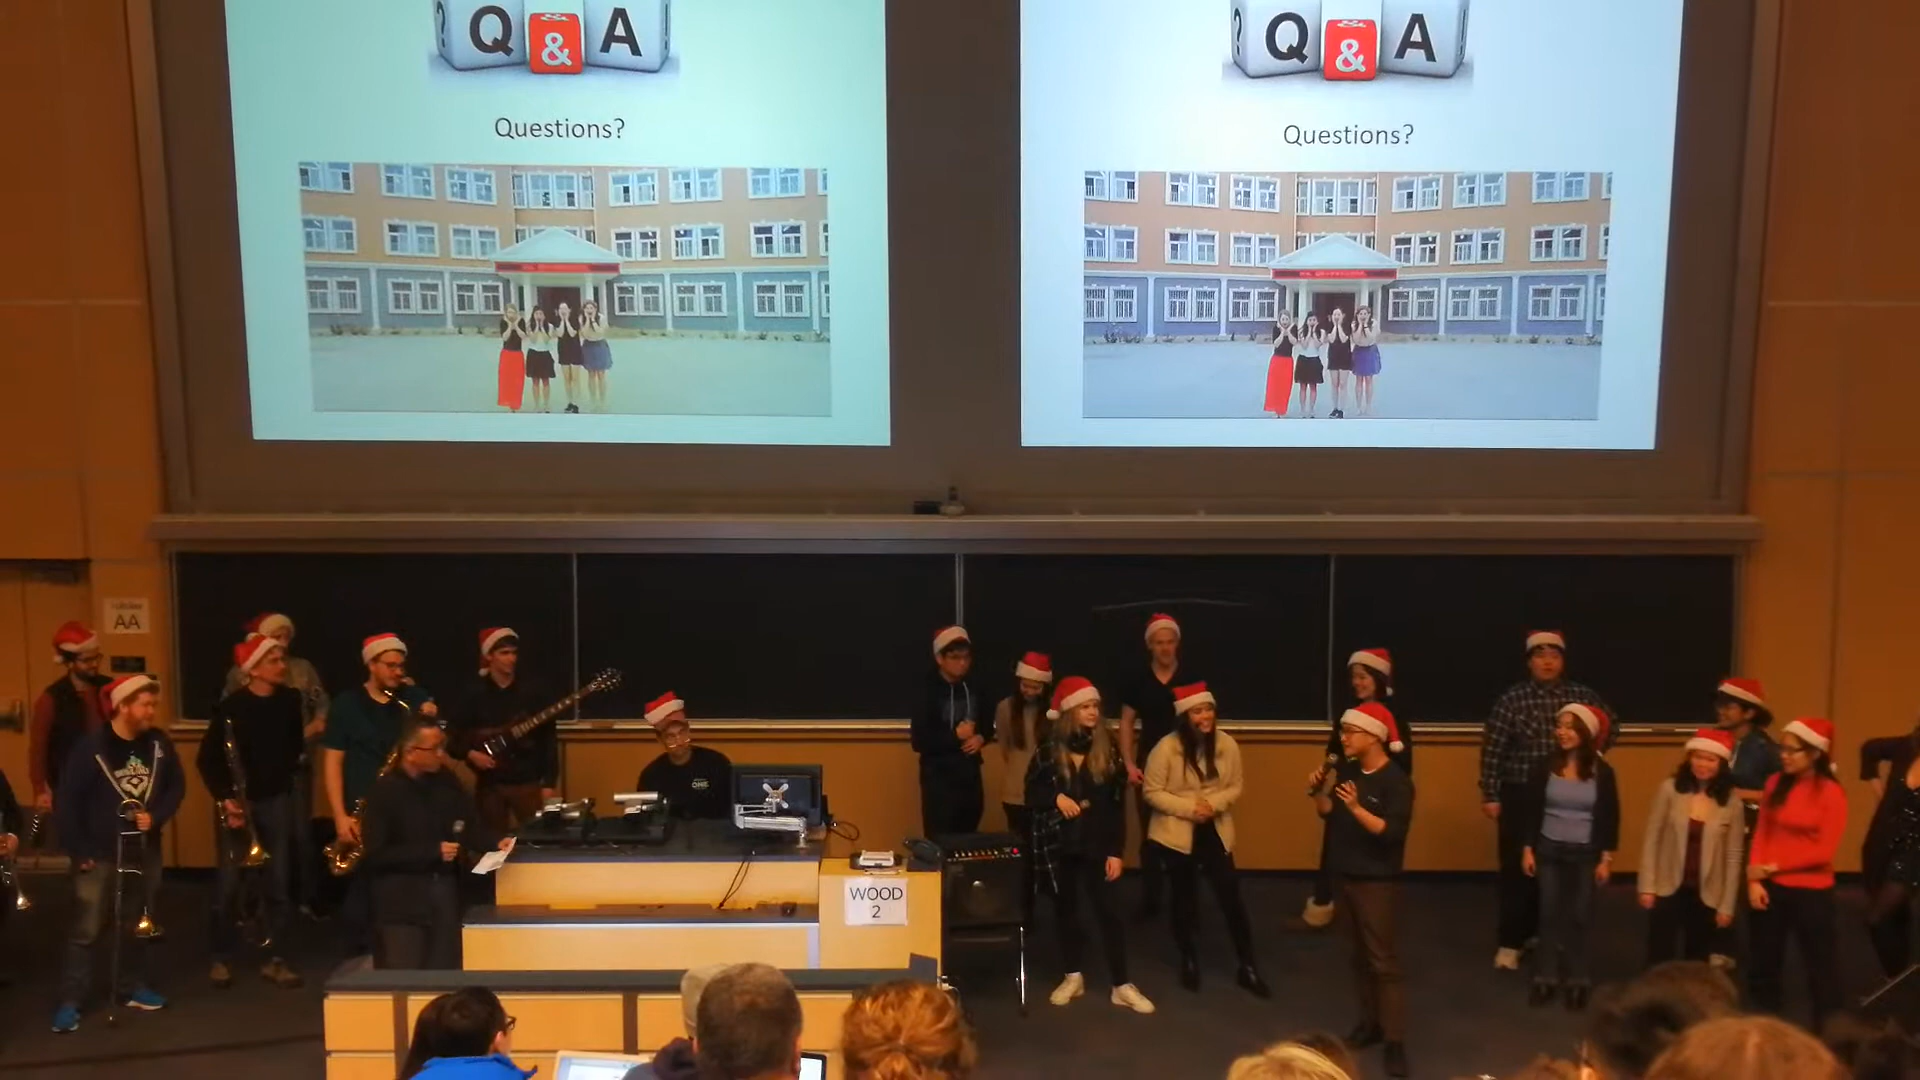 Q & A
Questions?
Q & A
Questions?
AA
WOOD
2